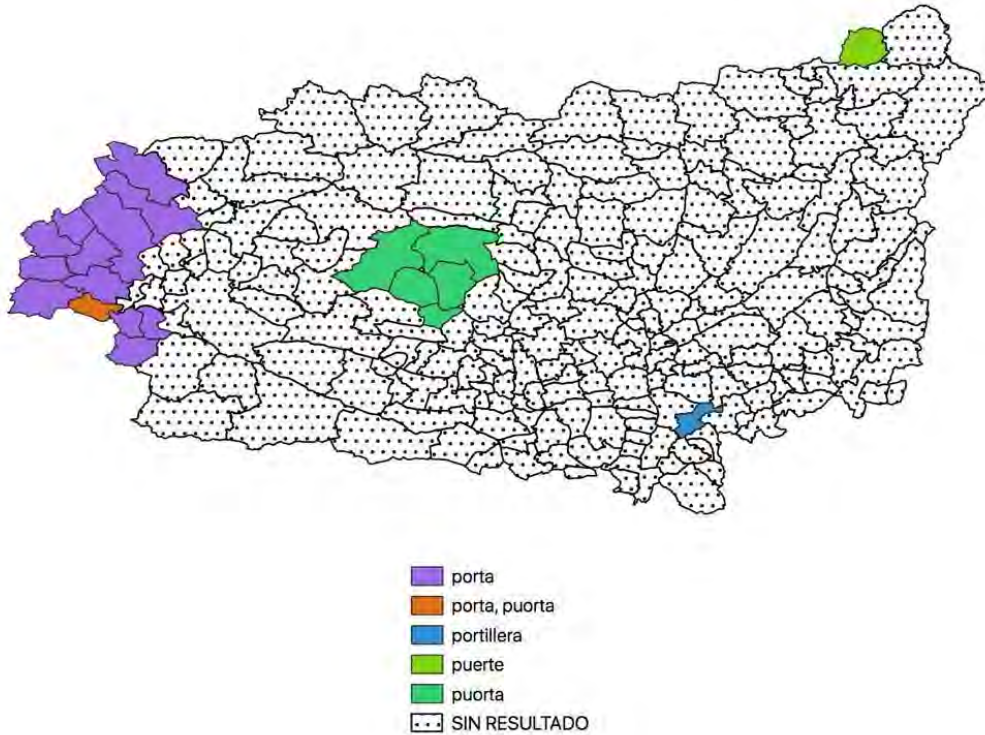 porta
porta, puorta
portillera
puerte
puorta
SIN RESULTADO